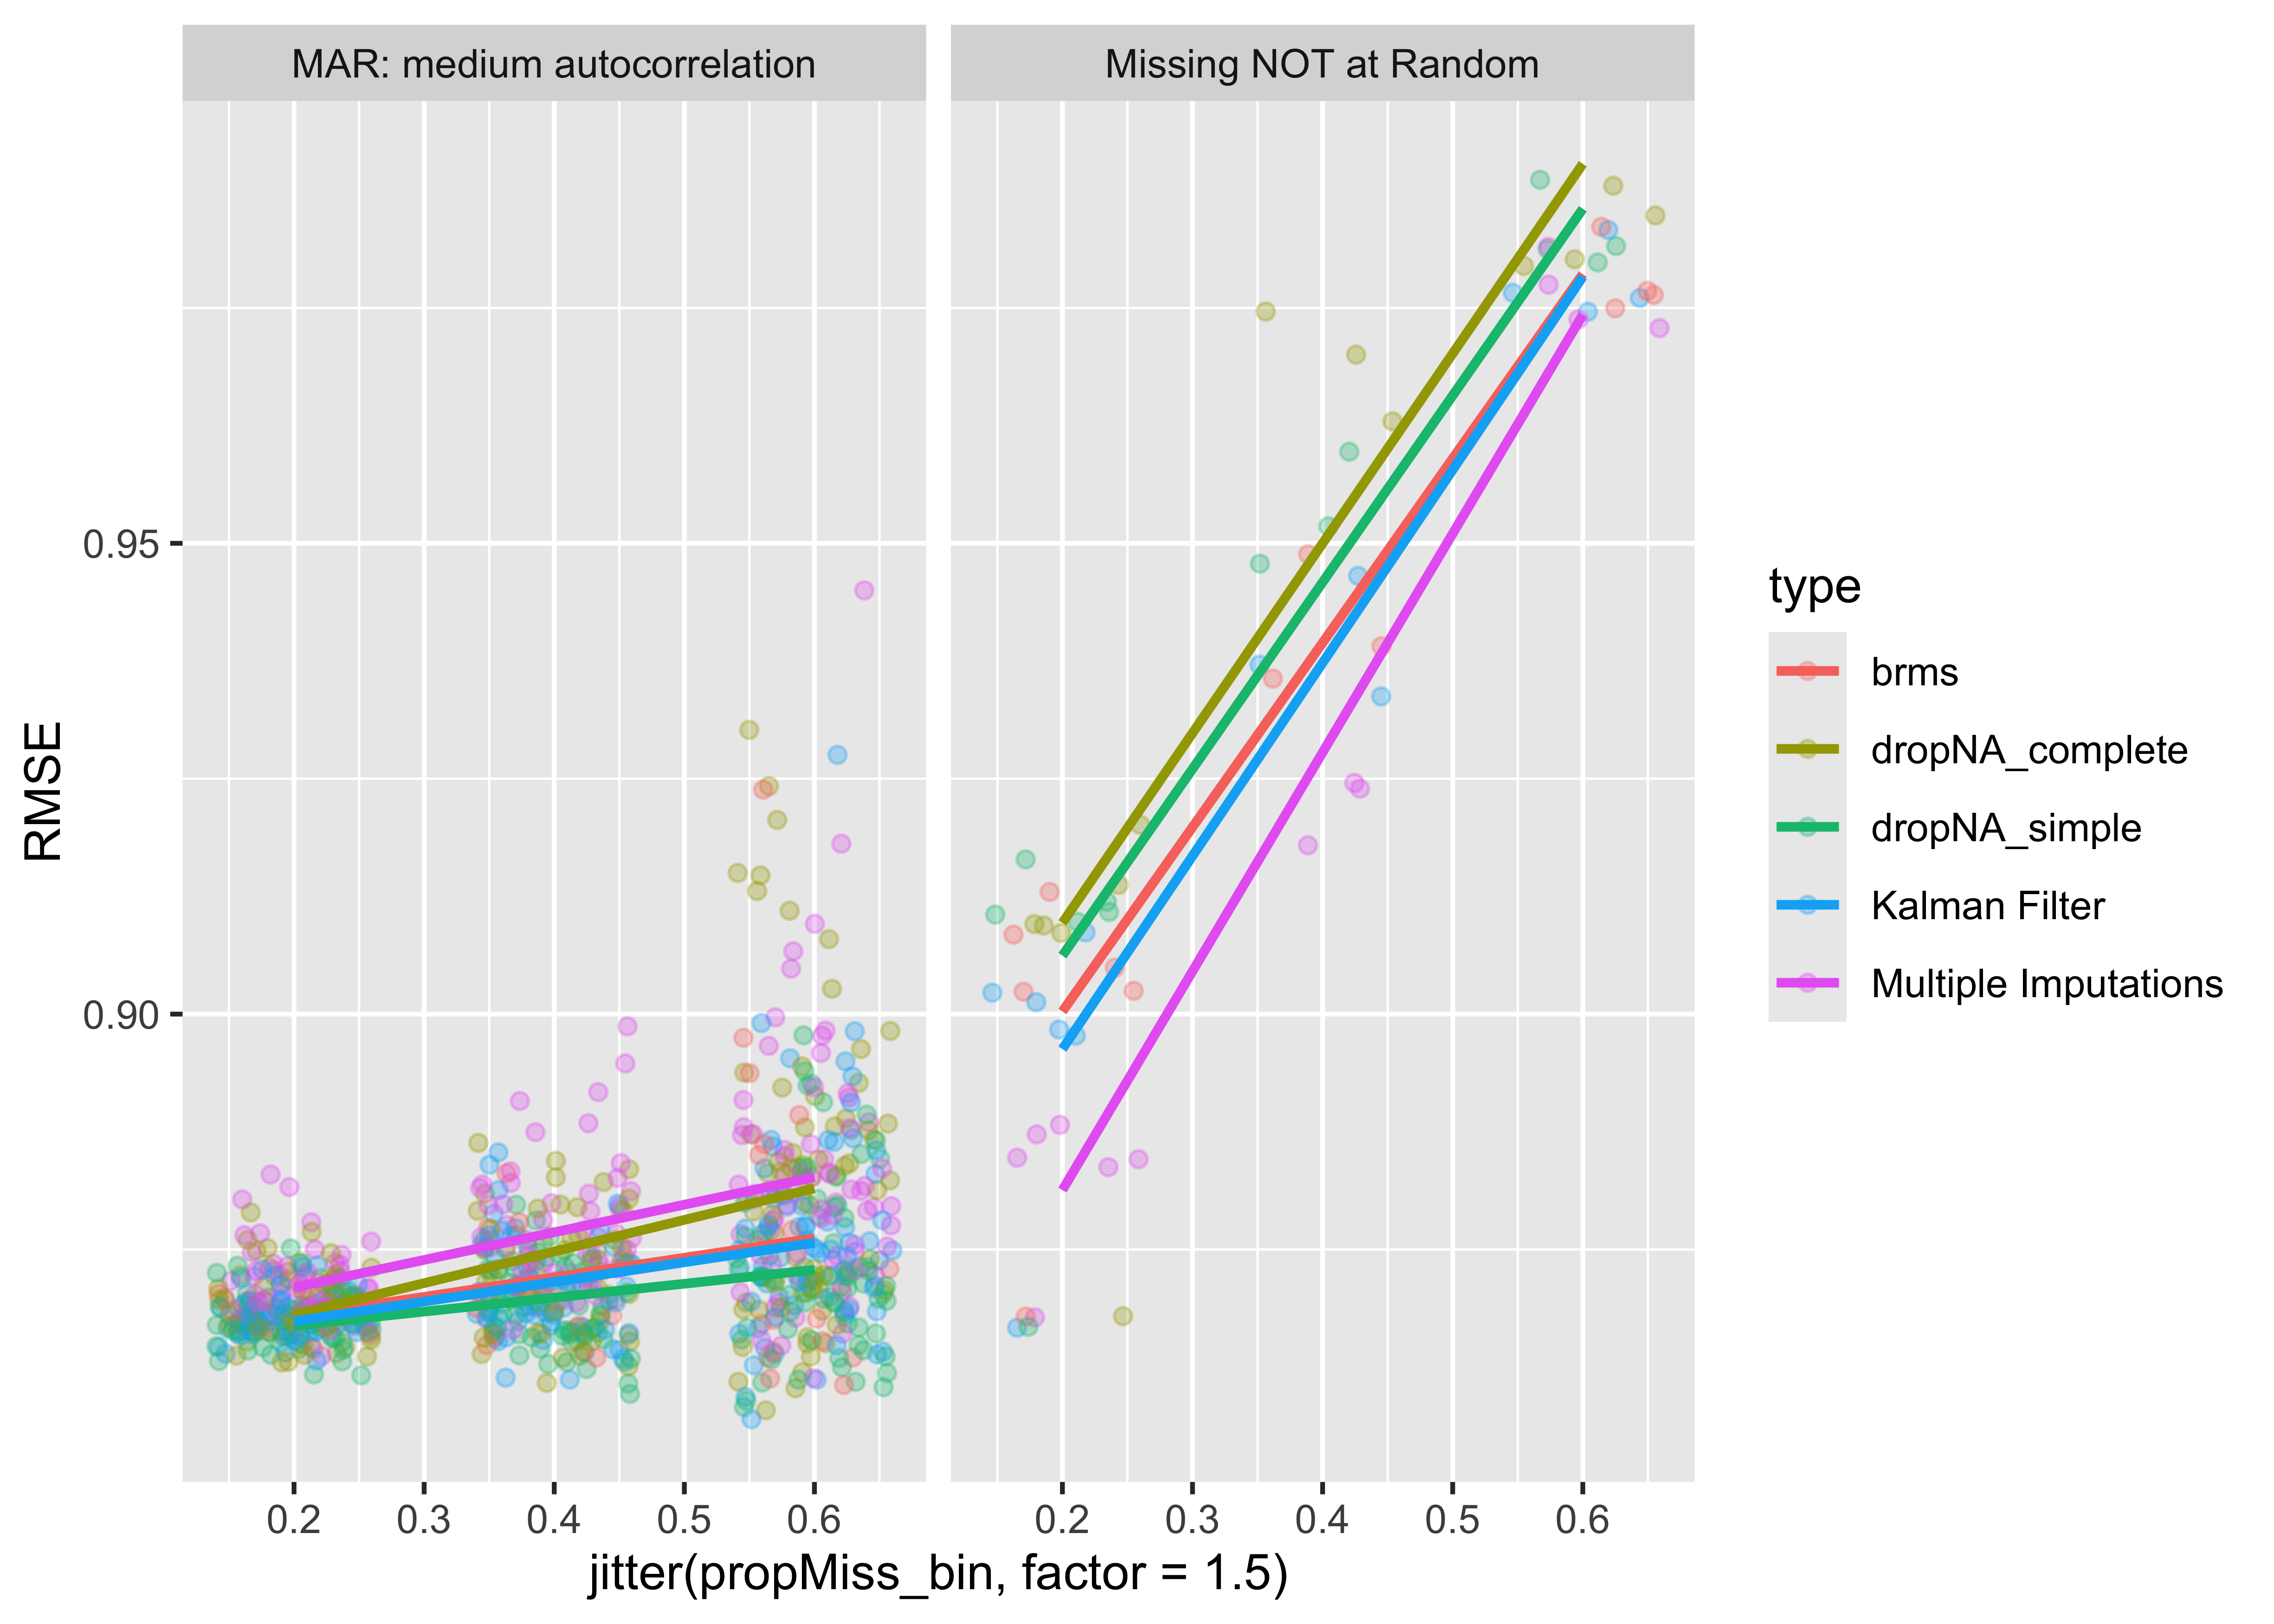 MAR: medium autocorrelation
Missing NOT at Random
0.95
0.90
RMSE
0.2 0.3 0.4 0.5 0.6
0.2 0.3 0.4 0.5 0.6
jitter(propMiss_bin, factor = 1.5)
type
brms
dropNA_complete
dropNA_simple
Kalman Filter
Multiple Imputations